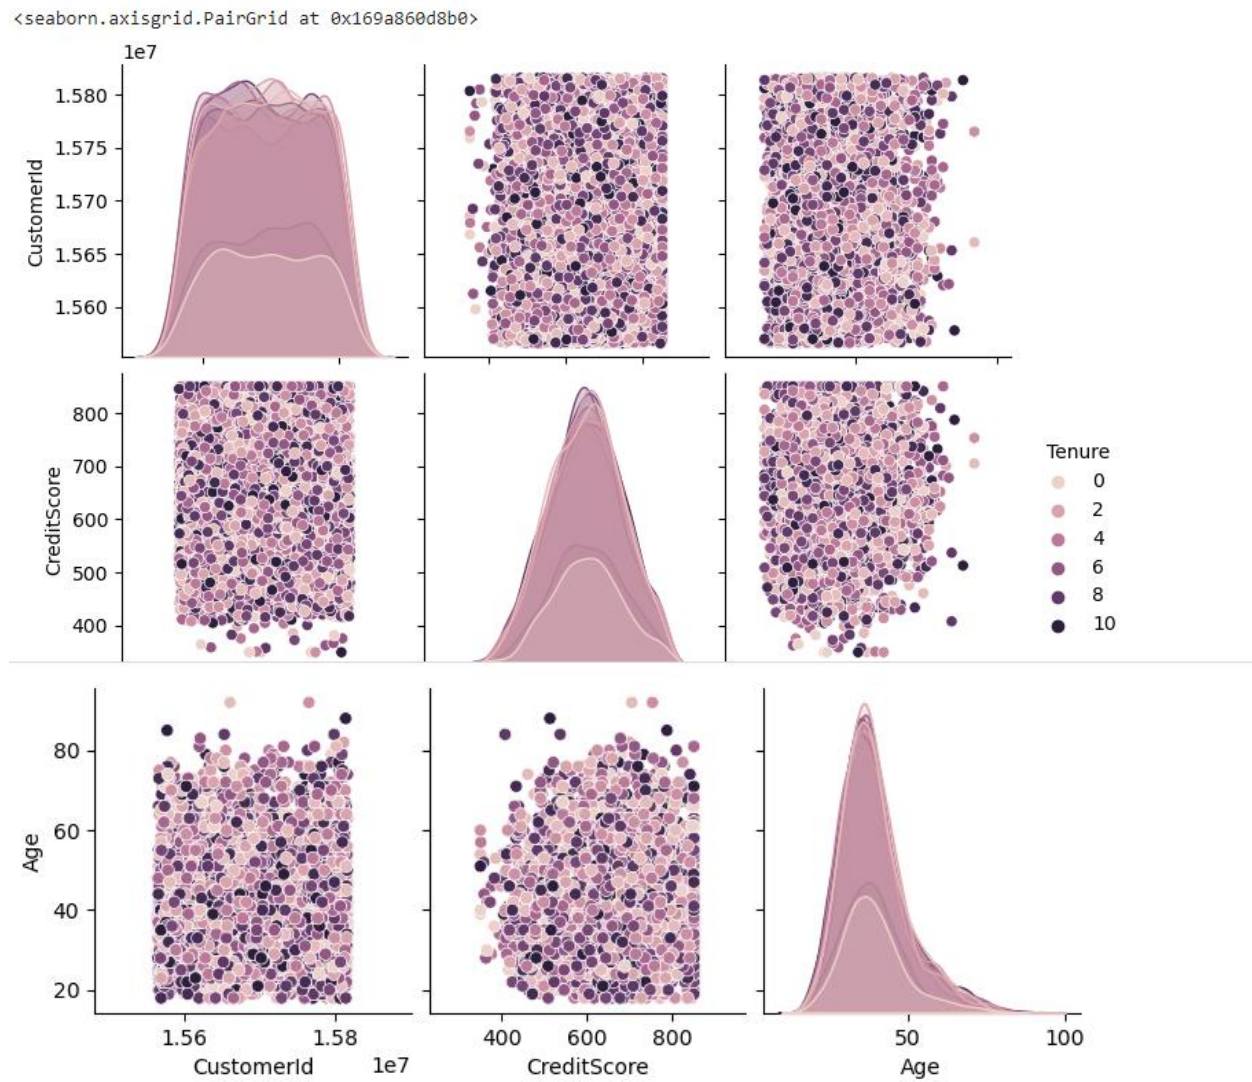 <seaborn.axisgrid.PairGrid at 0x169a860d8b0>
1e7
1.580
1.575
1.570
1.565
1.560
CustomerId
800
700
600
500
400
CreditScore
Tenure
0
2
4
6
8
10
80
60
40
20
Age
1.56 1.58 400 600 800 50 100
CustomerId 1e7 CreditScore Age